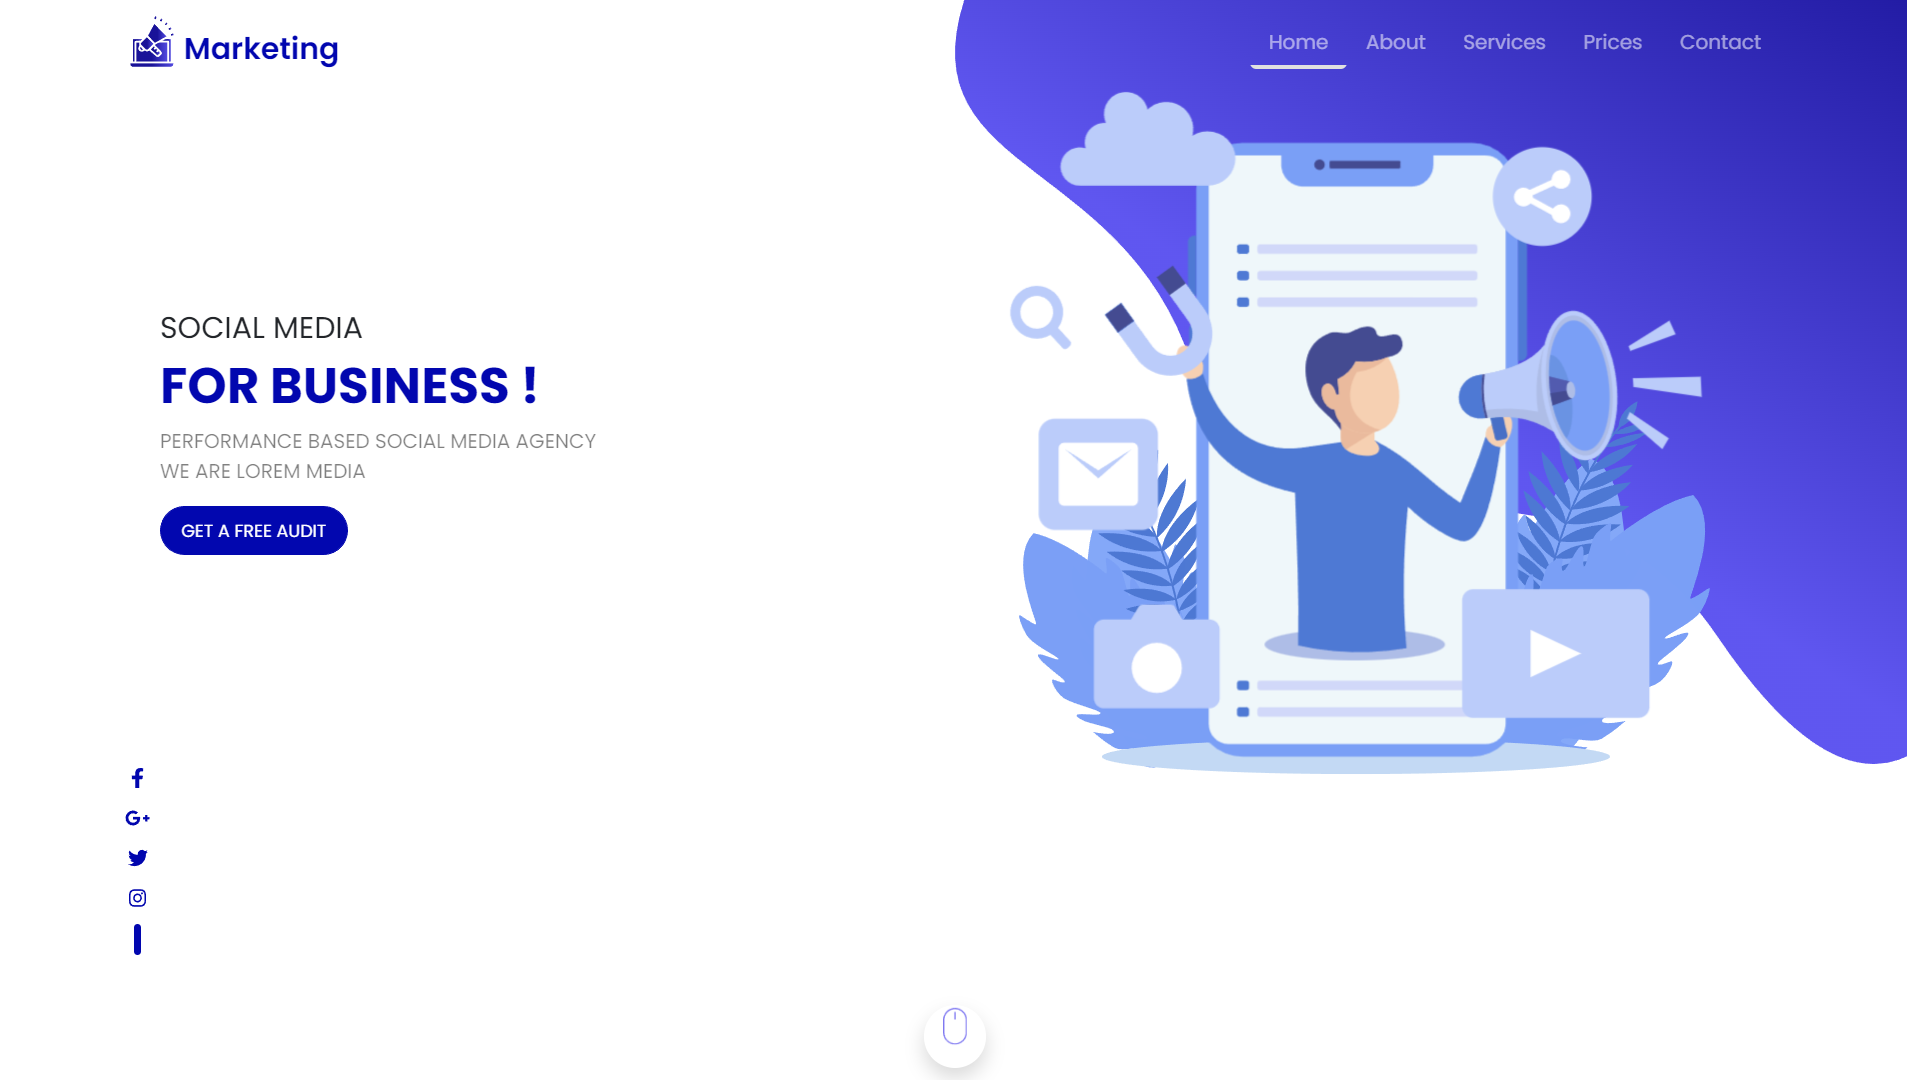 Marketing
Home About Services Prices Contact
SOCIAL MEDIA
FOR BUSINESS !
PERFORMANCE BASED SOCIAL MEDIA AGENCY
WE ARE LOREM MEDIA
GET A FREE AUDIT